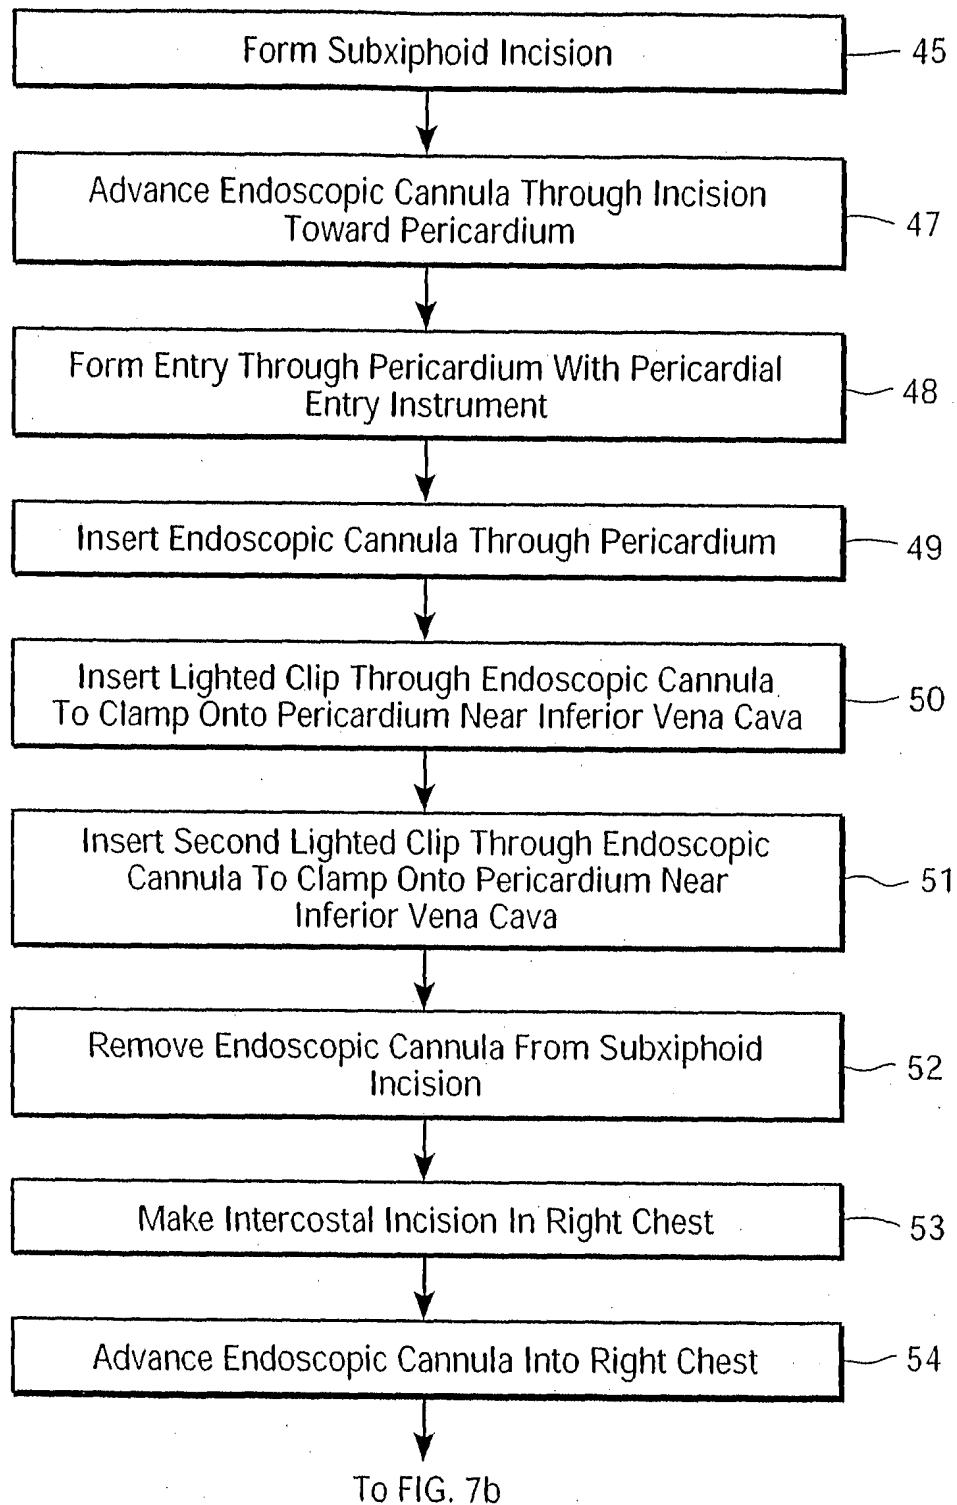 Form Subxiphoid Incision
45
Advance Endoscopic Cannula Through Incision
Toward Pericardium
47
Form Entry Through Pericardium With Pericardial
Entry Instrument
48
Insert Endoscopic Cannula Through Pericardium
49
Insert Lighted Clip Through Endoscopic Cannula
To Clamp Onto Pericardium Near Inferior Vena Cava
50
Insert Second Lighted Clip Through Endoscopic
Cannula To Clamp Onto Pericardium Near
Inferior Vena Cava
51
Remove Endoscopic Cannula From Subxiphoid
Incision
52
Make Intercostal Incision In Right Chest
53
Advance Endoscopic Cannula Into Right Chest
54
To FIG. 7b